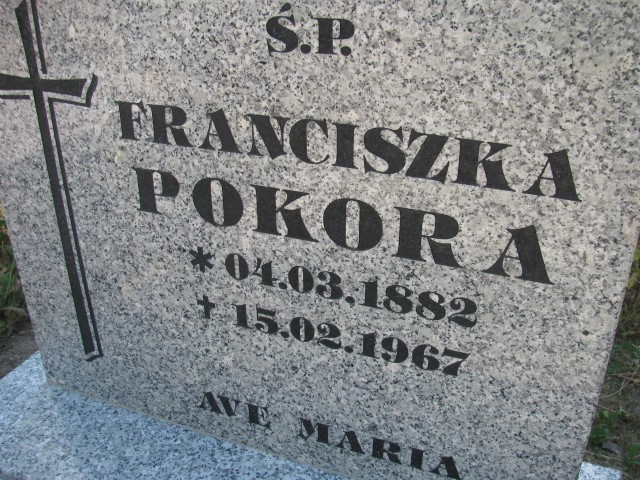 Ś.P.
FRANCISZKA
POKORA
* 04.03.1882
† 15.02.1967
AVE MARIA